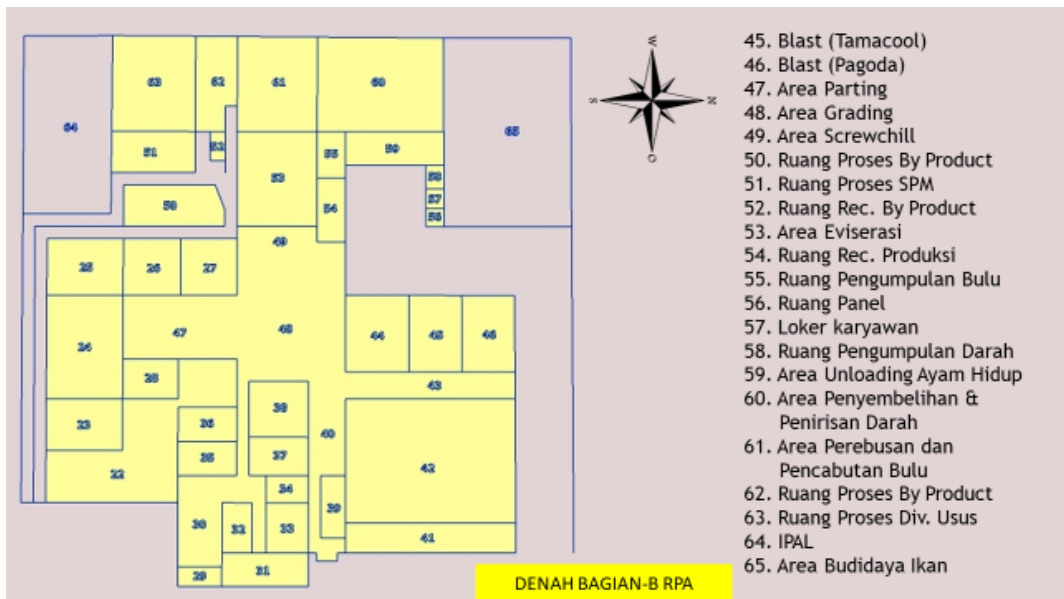 63
62
61
60
64
65
52
51
55
59
53
58
54
57
50
56
49
25
26
27
47
48
44
45
46
24
28
43
38
36
23
40
37
35
42
22
34
39
30
32
33
41
31
29
W
S
N
O
45. Blast (Tamacool)
46. Blast (Pagoda)
47. Area Parting
48. Area Grading
49. Area Screwchill
50. Ruang Proses By Product
51. Ruang Proses SPM
52. Ruang Rec. By Product
53. Area Eviserasi
54. Ruang Rec. Produksi
55. Ruang Pengumpulan Bulu
56. Ruang Panel
57. Loker karyawan
58. Ruang Pengumpulan Darah
59. Area Unloading Ayam Hidup
60. Area Penyembelihan &
Penirisan Darah
61. Area Perebusan dan
Pencabutan Bulu
62. Ruang Proses By Product
63. Ruang Proses Div. Usus
64. IPAL
65. Area Budidaya Ikan
DENAH BAGIAN-B RPA